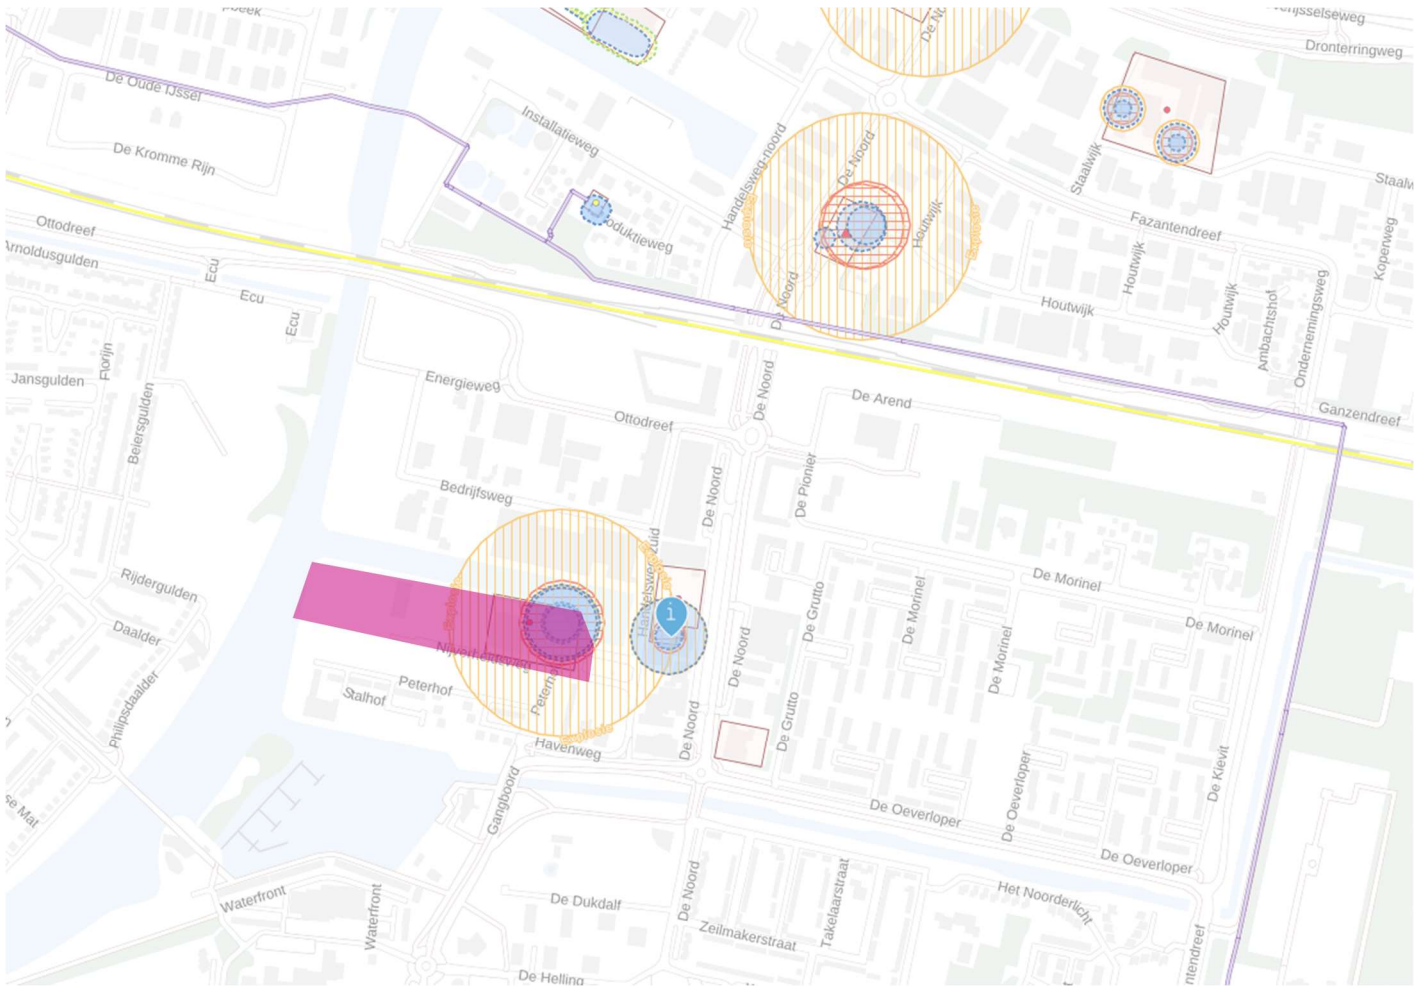 Dronterringweg
De Oude IJssel
Installatieweg
De Kromme Rijn
Handelsweg-noord
De Noord
Staalwijk
Ottodreef
Arnoldusgulden
Ecu
Houtwijk
Fazantendreef
Koperweg
Ecu
Ecu
Houtwijk
De Noord
Houtwijk
Houtwijk
Ambachtshof
Ondernemingsweg
Jansgulden
Florijn
Beiersgulden
Energieweg
De Noord
De Arend
Ottodreef
Ganzendreef
Bedrijfsweg
De Noord
De Pionier
Explosie
Rijdergulden
De Morinel
De Grutto
De Morinel
De Morinel
Daalder
Nijverheidsweg
De Noord
De Morinel
Philipsdaalder
Stalhof
Peterhof
De Grutto
De Noord
Explosie
Havenweg
De Kievit
Gangboord
De Oeverloper
De Oeverloper
De Oeverloper
Waterfront
Waterfront
De Dukdalf
De Noord
Takelaarstraat
Het Noorderlicht
Zeilmakerstraat
De Helling